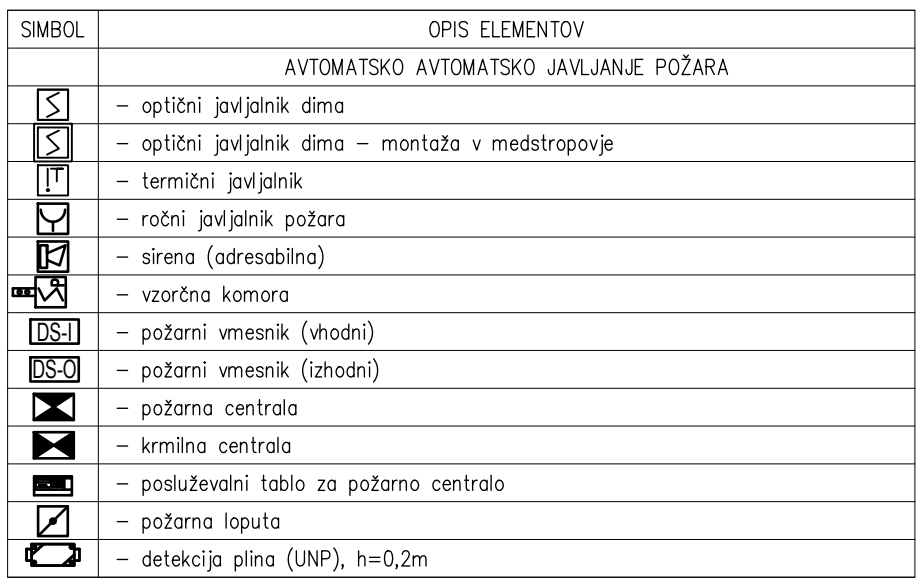 SIMBOL OPIS ELEMENTOV
AVTOMATSKO AVTOMATSKO JAVLJANJE POŽARA
– optični javljalnik dima
– optični javljalnik dima – montaža v medstropovje
!T – termični javljalnik
– ročni javljalnik požara
– sirena (adresabilna)
– vzorčna komora
DS-I – požarni vmesnik (vhodni)
DS-O – požarni vmesnik (izhodni)
– požarna centrala
– krmilna centrala
– posluževalni tablo za požarno centralo
– požarna loputa
– detekcija plina (UNP), h=0,2m